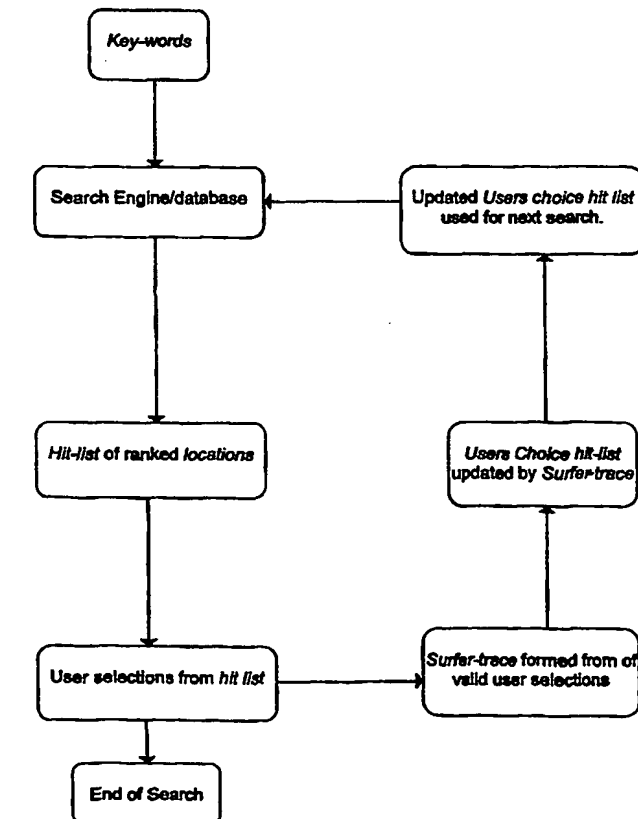 Key-words
Search Engine/database
Updated Users choice hit list
used for next search.
Hit-list of ranked locations
Users Choice hit-list
updated by Surfer-trace
User selections from hit list
Surfer-trace formed from of
valid user selections
End of Search